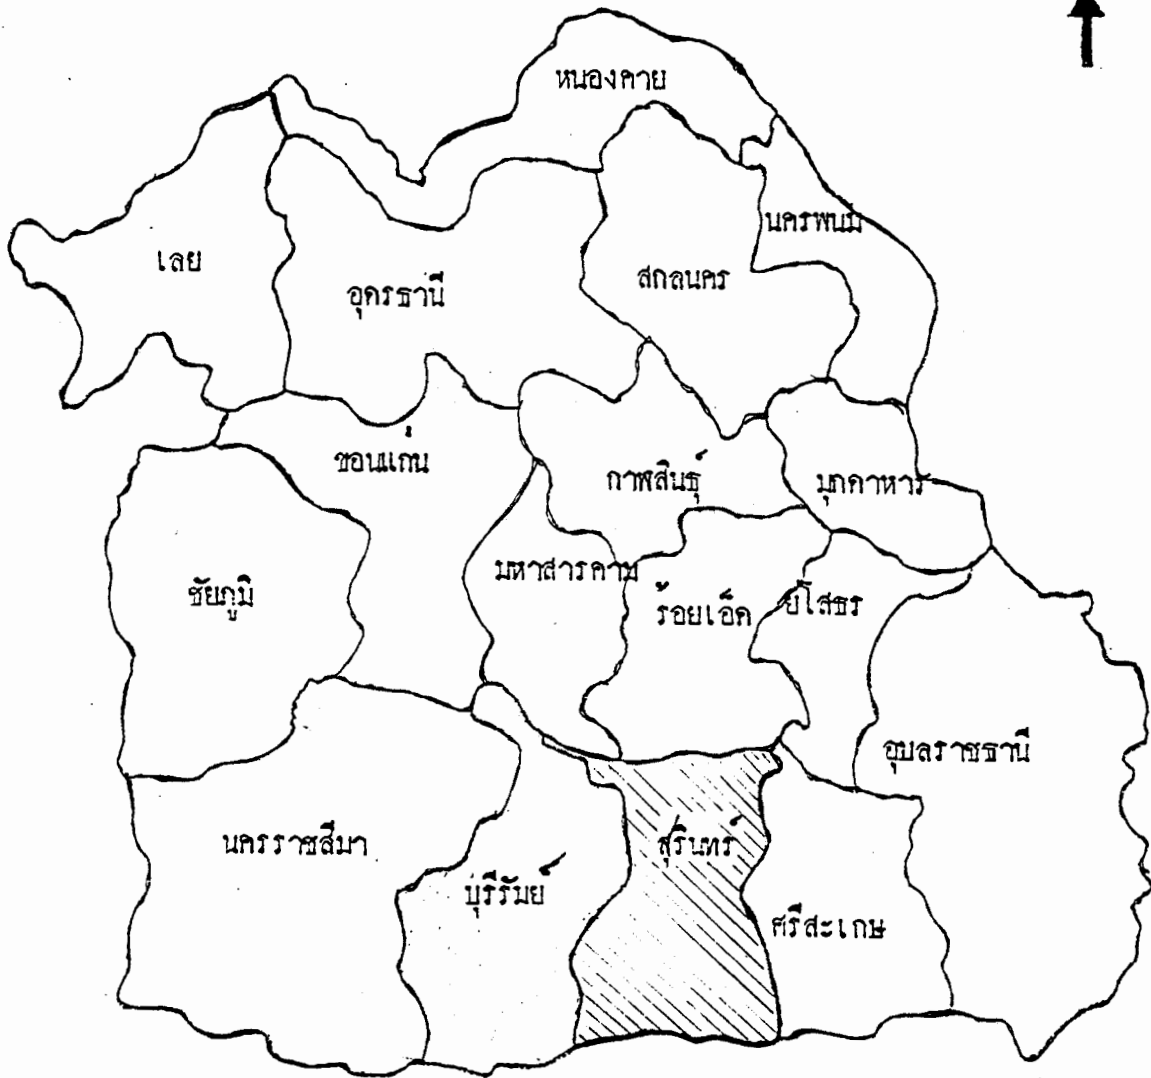 หนองคาย
นครพนม
เลย
อุดรธานี
สกลนคร
ขอนแก่น
กาฬสินธุ์
มุกดาหาร
มหาสารคาม
ชัยภูมิ
ร้อยเอ็ด
ยโสธร
อุบลราชธานี
นครราชสีมา
สุรินทร์
บุรีรัมย์
ศรีสะเกษ